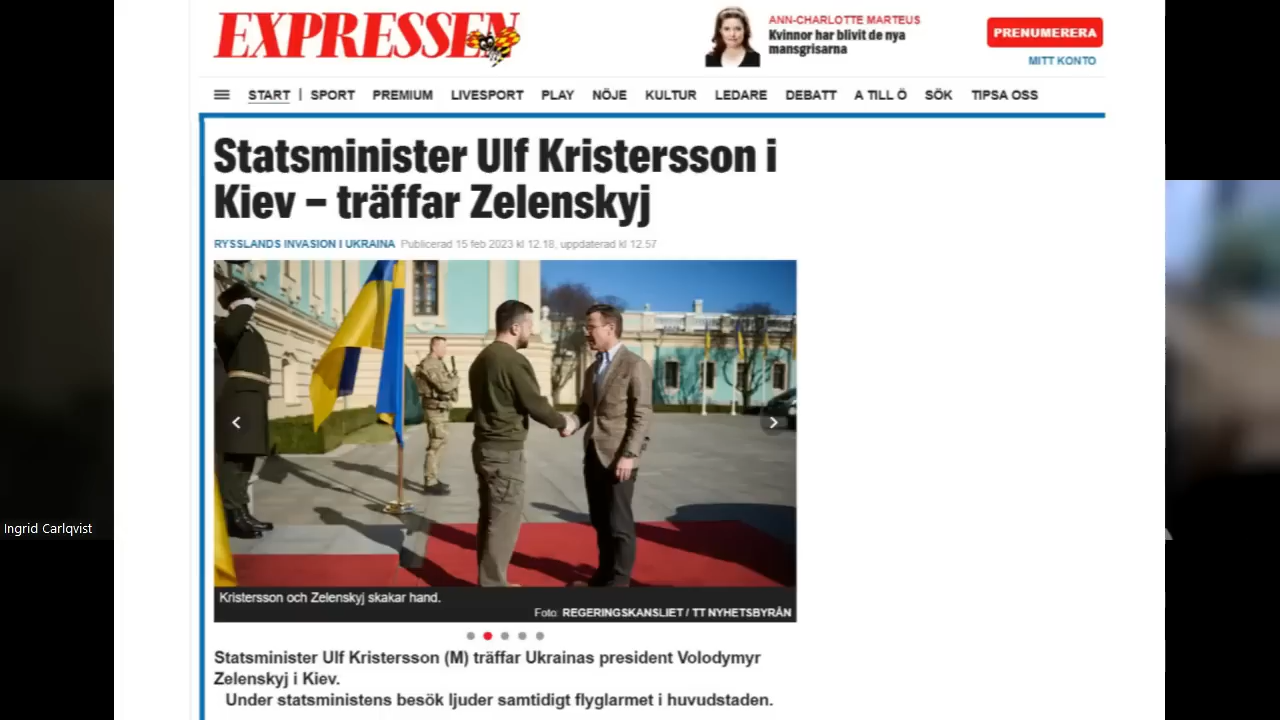 EXPRESSEN
ANN-CHARLOTTE MARTEUS
Kvinnor har blivit de nya
mansgrisarna
PRENUMERERA
MITT KONTO
START | SPORT PREMIUM LIVESPORT PLAY NÖJE KULTUR LEDARE DEBATT A TILL Ö SÖK TIPSA OSS
Statsminister Ulf Kristersson i
Kiev – träffar Zelenskyj
RYSSLANDS INVASION I UKRAINA Publicerad 15 feb 2023 kl 12.18, uppdaterad kl 12.57
Ingrid Carlqvist
Kristersson och Zelenskyj skakar hand.
Foto: REGERINGSKANSLIET / TT NYHETSBYRÅN
Statsminister Ulf Kristersson (M) träffar Ukrainas president Volodymyr
Zelenskyj i Kiev.
Under statsministens besök ljuder samtidigt flyglarmet i huvudstaden.